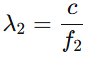 λ₂ = c / f₂